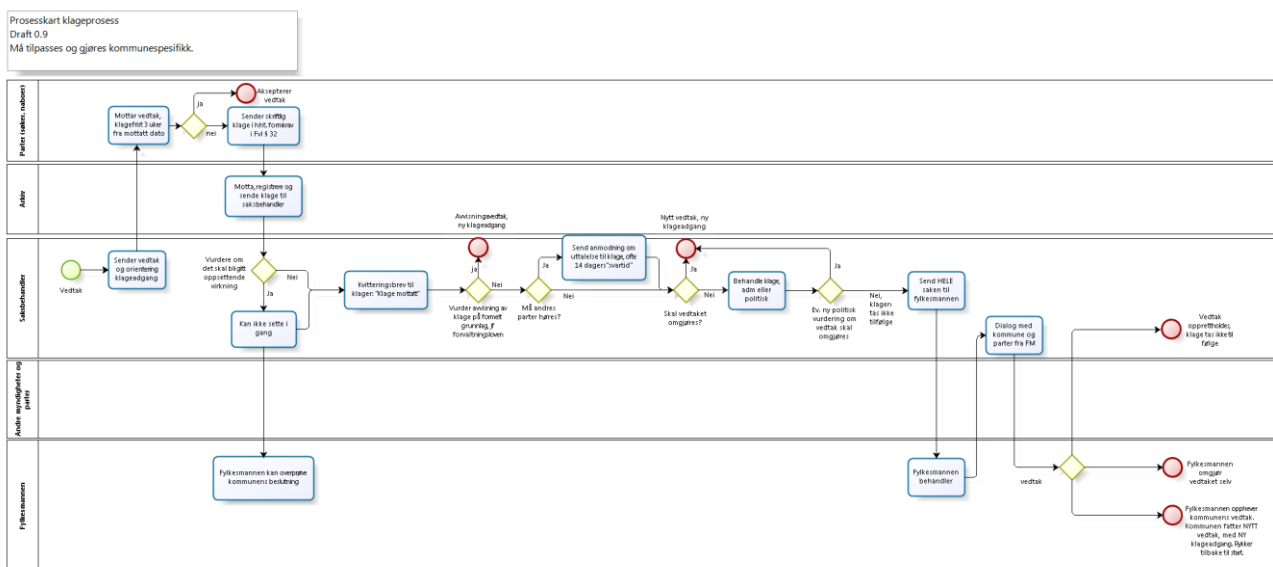 Prosesskart klageprosess
Draft 0.9
Må tilpasses og gjøres kommunespesifikk.
Parter (søker, naboer)
Mottar vedtak,
klagefrist 3 uker
fra mottatt dato
ja
nei
Aksepterer
vedtak
Sender skriftlig
klage i hht. formkrav
i Fvl § 32
Arkiv
Motta, registrere og
sende klage til
saksbehandler
Saksbehandler
Vedtak
Sender vedtak
og orientering
klageadgang
Vurdere om
det skal bli gitt
oppsettende
virkning
Nei
Ja
Kan ikke sette i
gang
Kvitteringsbrev til
klager: "Klage mottatt"
Avvisningsvedtak,
ny klageadgang
Ja
Nei
Vurder avvisning av
klage på formelt
grunnlag, jf
forvaltningsloven
Ja
Nei
Må andres
parter høres?
Send anmodning om
uttalelse til klage, ofte
14 dagers "svartid"
Nytt vedtak, ny
klageadgang
Ja
Nei
Skal vedtaket
omgjøres?
Behandle klage,
adm eller
politisk
Ja
Ev. ny politisk
vurdering om
vedtak skal
omgjøres
Nei,
klagen
tas ikke
tilfølge
Send HELE
saken til
fylkesmannen
Dialog med
kommune og
parter fra FM
Vedtak
opprettholdes,
klage tas ikke til
følge
Andre myndigheter og
parter
Fylkesmannen
Fylkesmannen kan overprøve
kommunens beslutning
Fylkesmannen
behandler
vedtak
Fylkesmannen
omgjør
vedtaket selv
Fylkesmannen opphever
kommunens vedtak.
Kommunen fatter NYTT
vedtak, med NY
klageadgang. Rykker
tilbake til start.